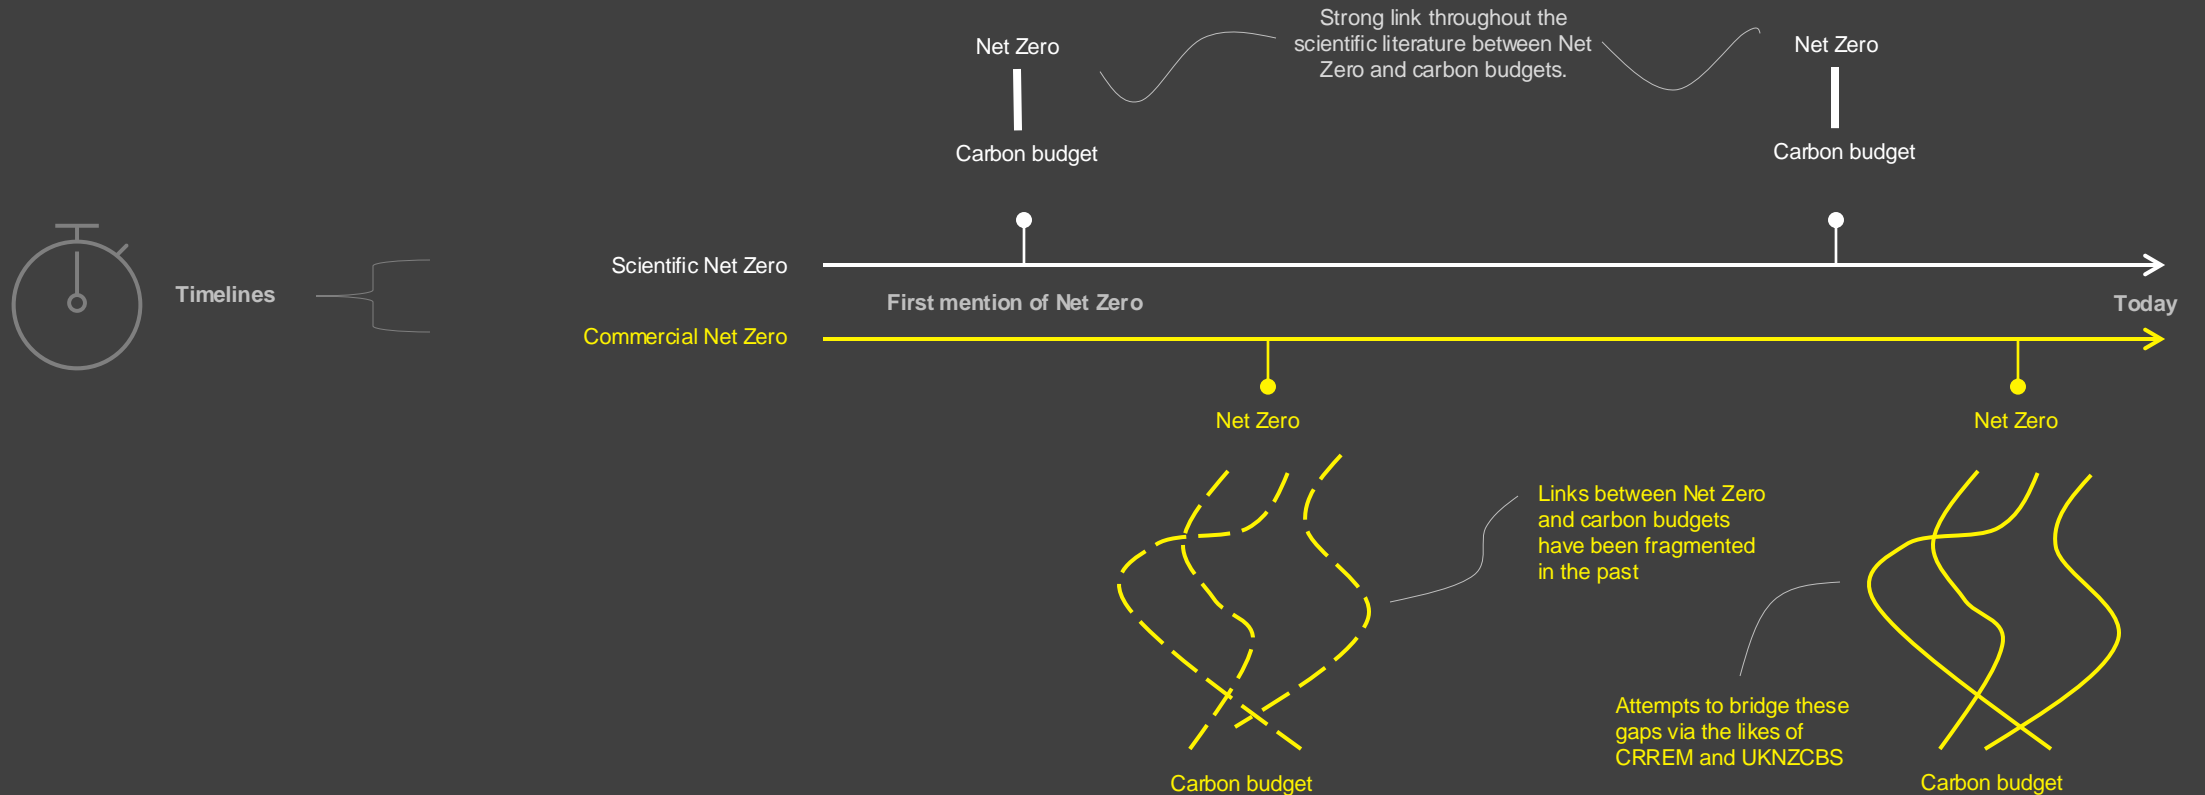 Strong link throughout the
scientific literature between Net
Zero and carbon budgets.
Net Zero
Net Zero
Carbon budget
Carbon budget
Scientific Net Zero
Timelines
First mention of Net Zero
Today
Commercial Net Zero
Net Zero
Net Zero
Links between Net Zero
and carbon budgets
have been fragmented
in the past
Attempts to bridge these
gaps via the likes of
CRREM and UKNZCBS
Carbon budget
Carbon budget